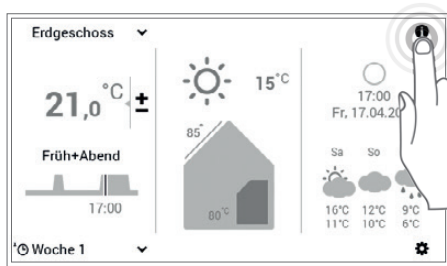 Erdgeschoss
21,0 °C ±
Früh+Abend
17:00
Woche 1
15°C
85°
80°C
17:00
Fr, 17.04.20
Sa So
16°C 12°C 9°C
11°C 10°C 6°C